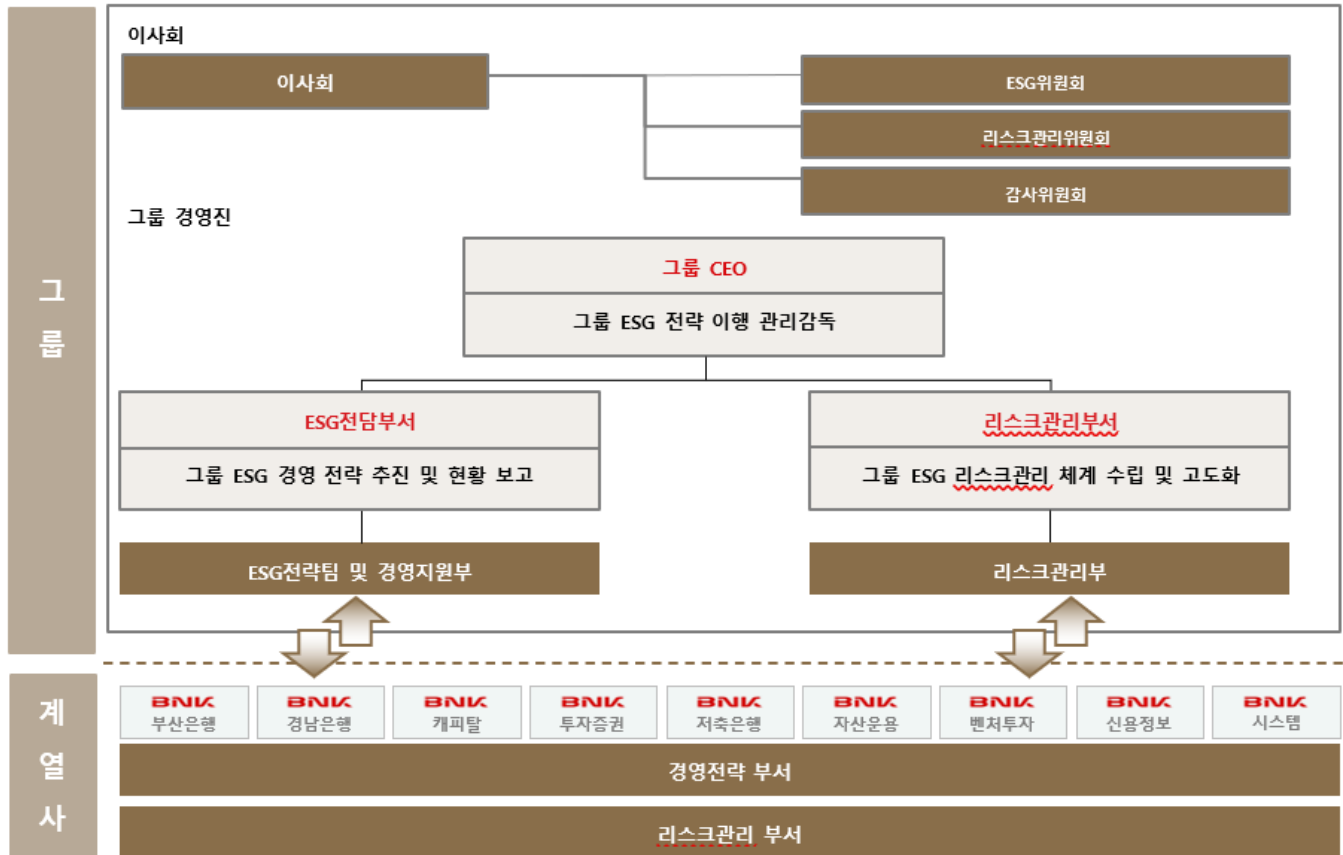 이사회
이사회
ESG위원회
리스크관리위원회
감사위원회
그룹 경영진
그룹
그룹 CEO
그룹 ESG 전략 이행 관리감독
ESG전담부서
리스크관리부서
그룹 ESG 경영 전략 추진 및 현황 보고
그룹 ESG 리스크관리 체계 수립 및 고도화
ESG전략팀 및 경영지원부
리스크관리부
계열사
BNK 부산은행
BNK 경남은행
BNK 캐피탈
BNK 투자증권
BNK 저축은행
BNK 자산운용
BNK 벤처투자
BNK 신용정보
BNK 시스템
경영전략 부서
리스크관리 부서